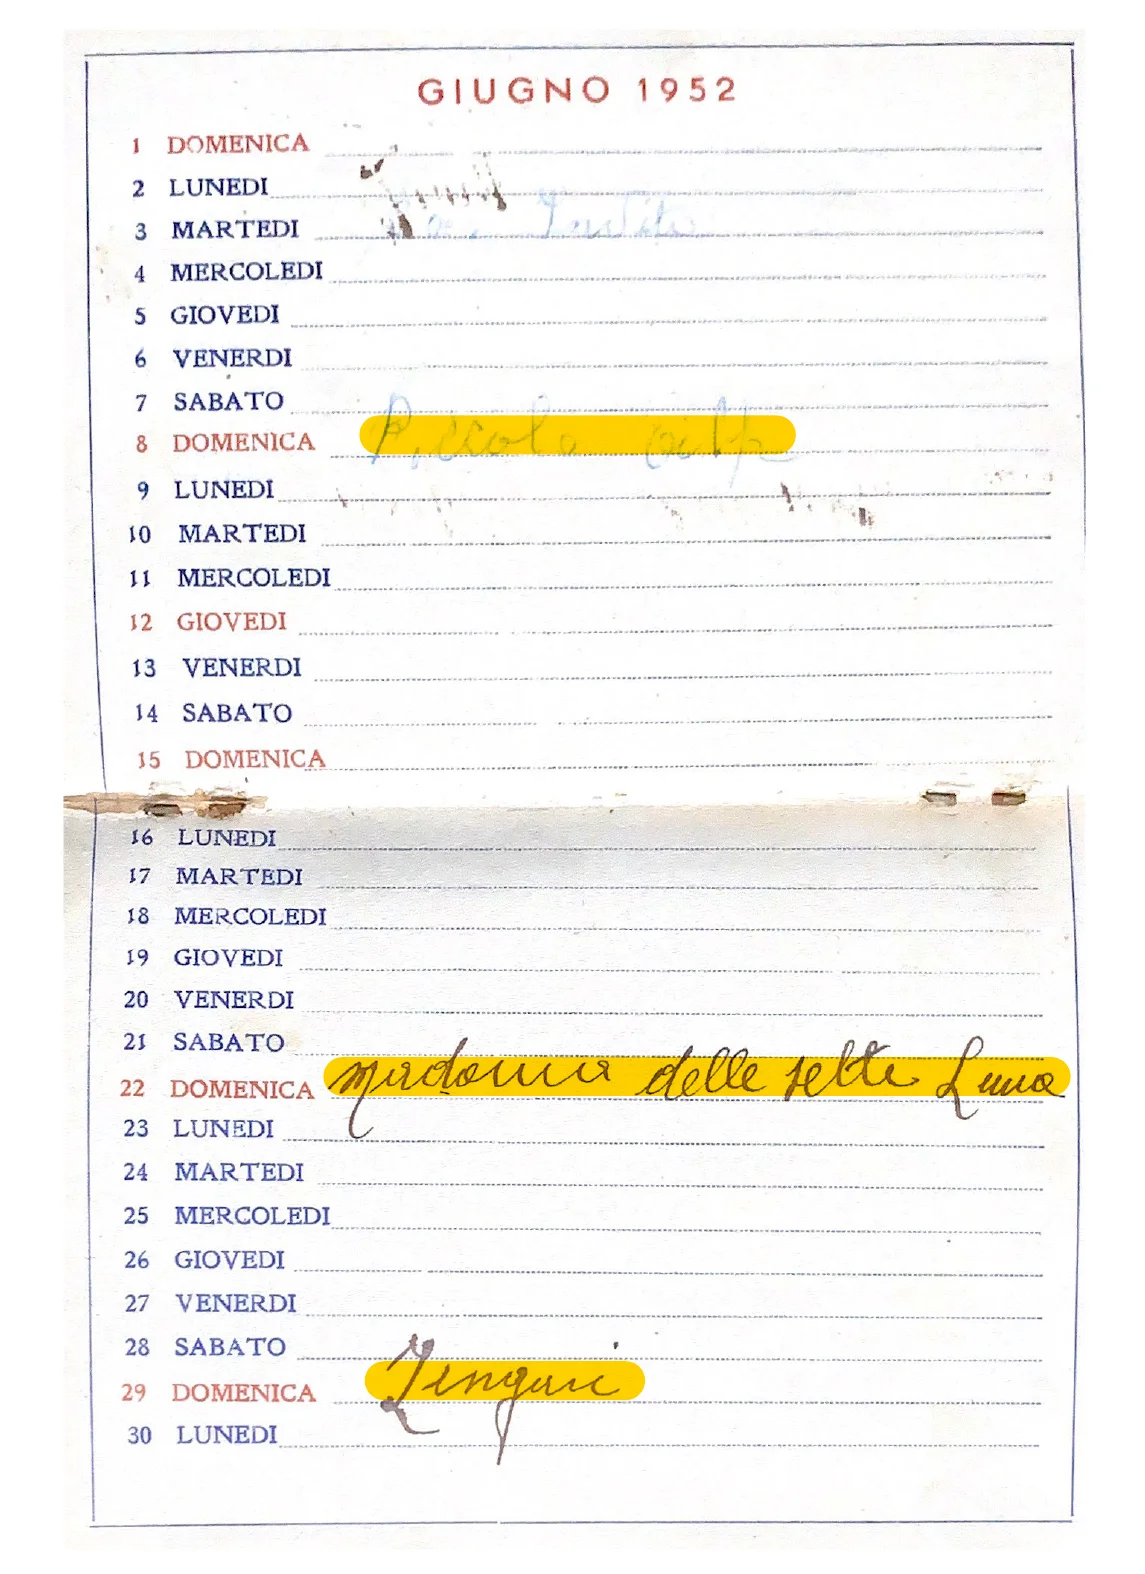 GIUGNO 1952
1 DOMENICA
2 LUNEDI
3 MARTEDI
4 MERCOLEDI
5 GIOVEDI
6 VENERDI
7 SABATO
8 DOMENICA Piccola
9 LUNEDI
10 MARTEDI
11 MERCOLEDI
12 GIOVEDI
13 VENERDI
14 SABATO
15 DOMENICA
16 LUNEDI
17 MARTEDI
18 MERCOLEDI
19 GIOVEDI
20 VENERDI
21 SABATO
22 DOMENICA Madonna delle sette Lune
23 LUNEDI
24 MARTEDI
25 MERCOLEDI
26 GIOVEDI
27 VENERDI
28 SABATO
29 DOMENICA Zingari
30 LUNEDI